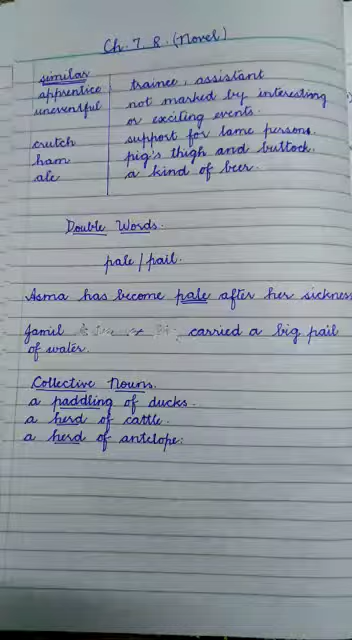 Ch. 7. 8. (Novel)
similar
apprentice trainee, assistant
uneventful not marked by interesting
or exciting events.
crutch support for lame persons.
ham pig's thigh and buttock.
ale a kind of beer.
Double Words.
pale/pail.
Asma has become pale after her sickness
Jamil carried a big pail
of water.
Collective Nouns.
a paddling of ducks.
a herd of cattle.
a herd of antelope.